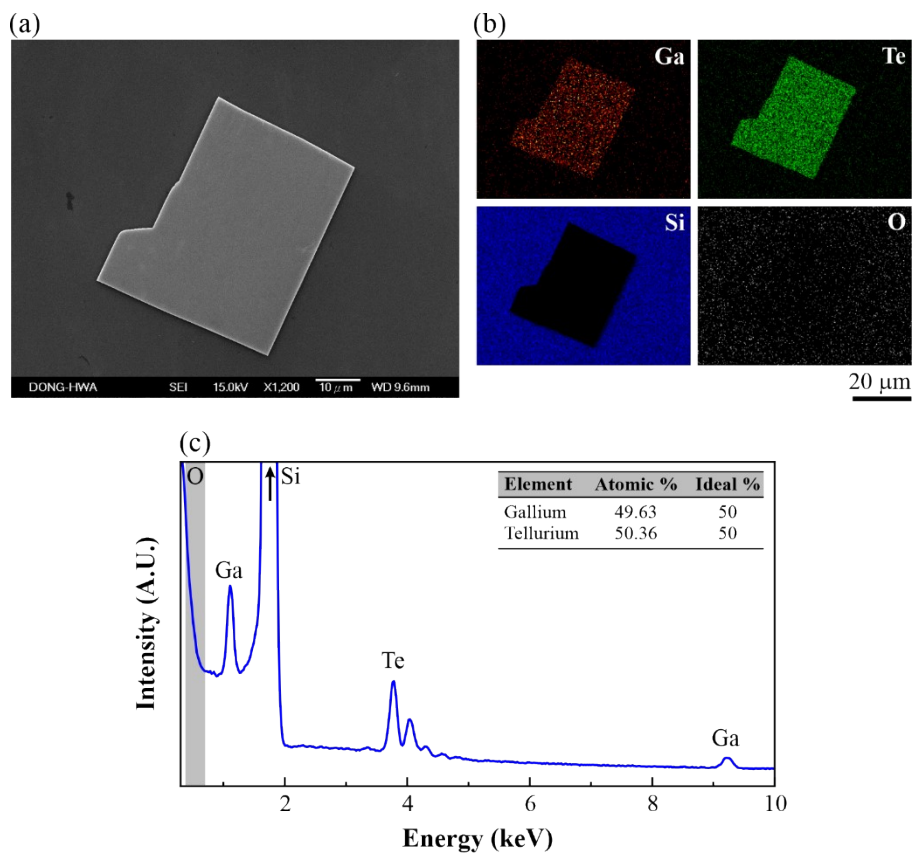 (a)
DONG-HWA SEI 15.0kV X1,200 10μm WD 9.6mm
(b)
Ga
Te
Si
O
20 μm
(c)
O
Si
Ga
Te
Ga
Element Atomic % Ideal %
Gallium 49.63 50
Tellurium 50.36 50
Intensity (A.U.)
2 4 6 8 10
Energy (keV)